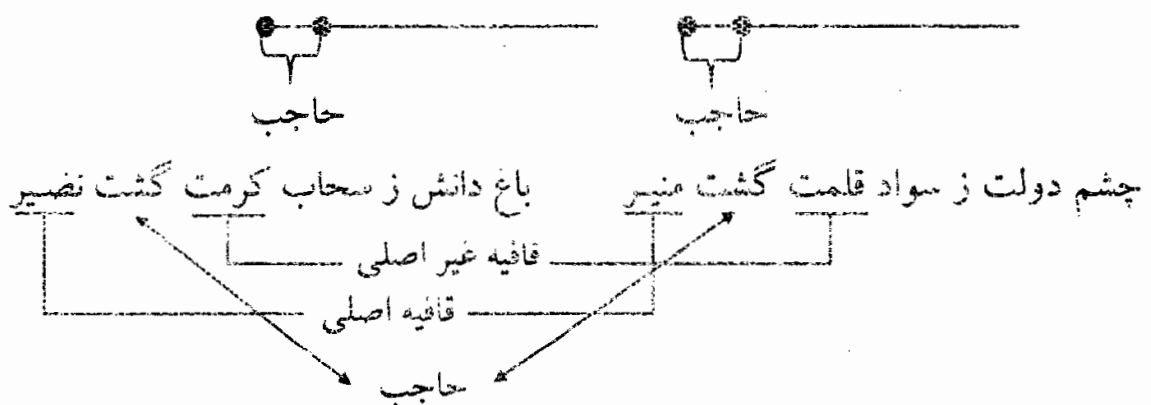 حاجب حاجب
چشم دولت ز سواد قلمت گشت منیر باغ دانش ز سحاب کرمت گشت نضیر
قافیه غیر اصلی
قافیه اصلی
حاجب